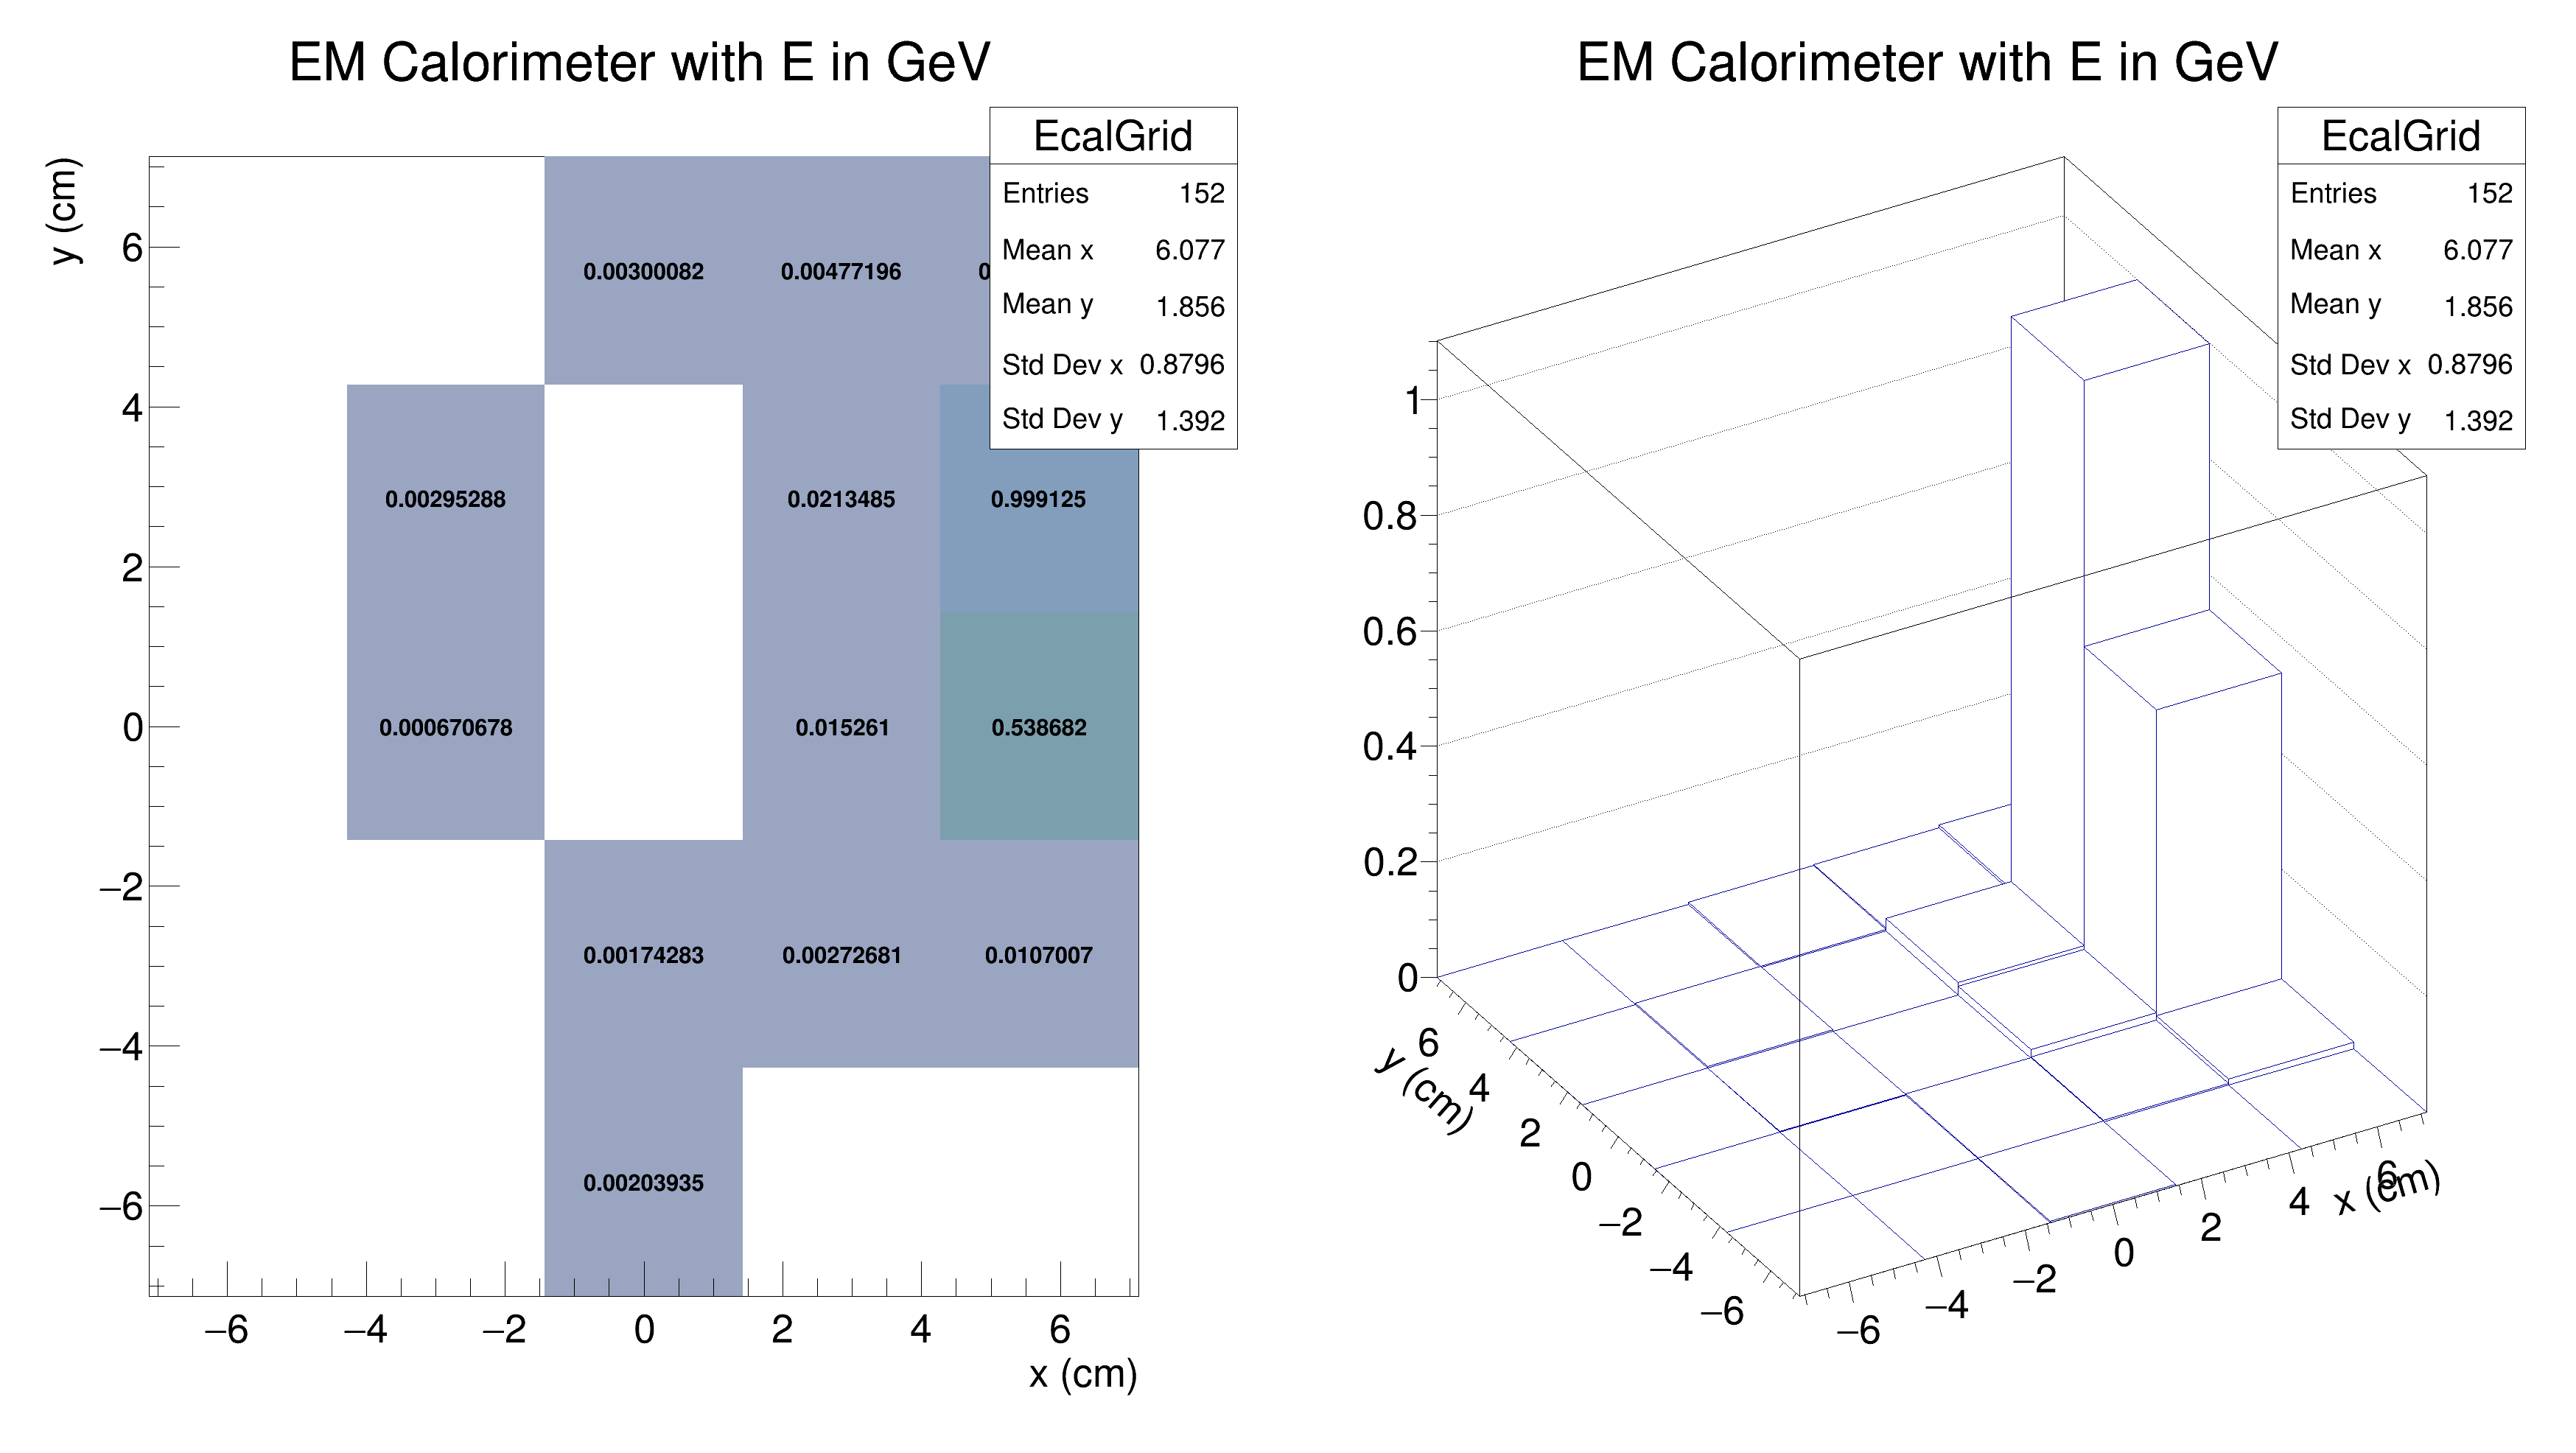 EM Calorimeter with E in GeV
EcalGrid
Entries 152
Mean x 6.077
Mean y 1.856
Std Dev x 0.8796
Std Dev y 1.392
y (cm)
6
4
2
0
−2
−4
−6
0.00300082 0.00477196 0
0.00295288 0.0213485 0.999125
0.000670678 0.015261 0.538682
0.00174283 0.00272681 0.0107007
0.00203935
−6 −4 −2 0 2 4 6
x (cm)
EM Calorimeter with E in GeV
EcalGrid
Entries 152
Mean x 6.077
Mean y 1.856
Std Dev x 0.8796
Std Dev y 1.392
1
0.8
0.6
0.4
0.2
0
6
4
2
0
−2
−4
−6
y (cm)
−6 −4 −2 0 2 4 6
x (cm)